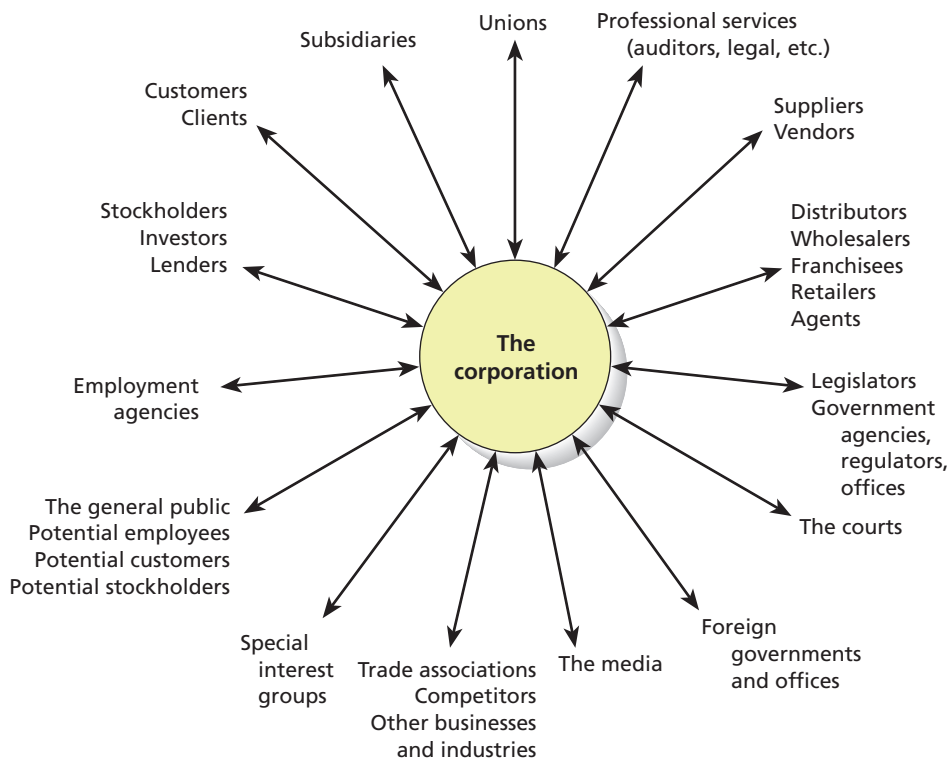 Unions
Professional services
(auditors, legal, etc.)
Subsidiaries
Suppliers
Vendors
Customers
Clients
Distributors
Wholesalers
Franchisees
Retailers
Agents
Stockholders
Investors
Lenders
The
corporation
Employment
agencies
Legislators
Government
agencies,
regulators,
offices
The courts
The general public
Potential employees
Potential customers
Potential stockholders
Special
interest
groups
Trade associations
Competitors
Other businesses
and industries
The media
Foreign
governments
and offices